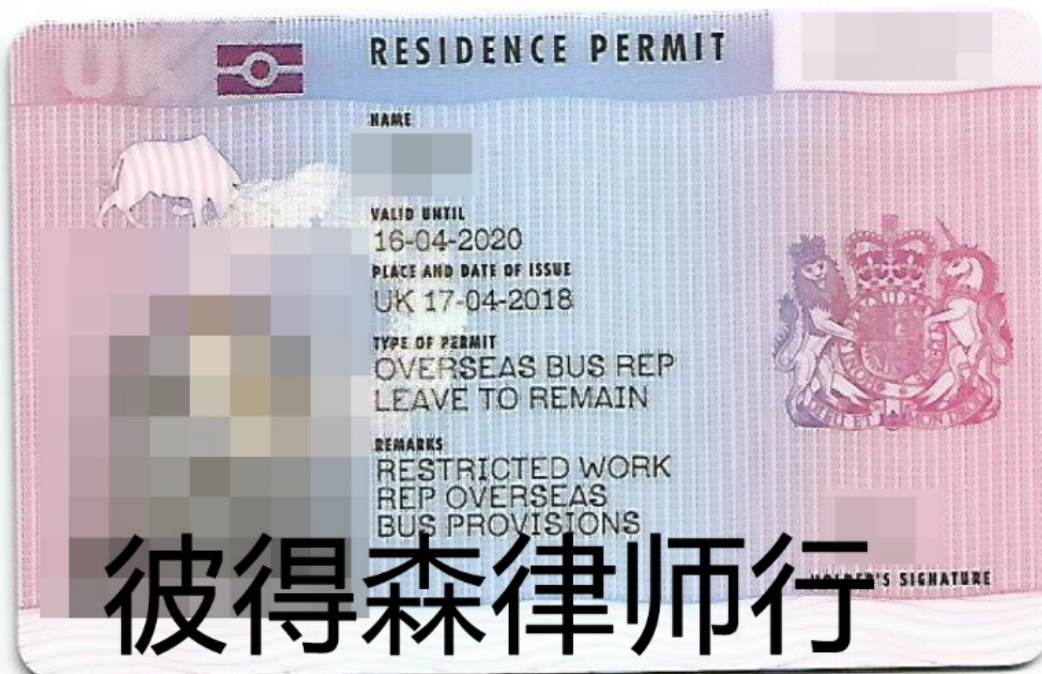 UK
RESIDENCE PERMIT
NAME
VALID UNTIL
16-04-2020
PLACE AND DATE OF ISSUE
UK 17-04-2018
TYPE OF PERMIT
OVERSEAS BUS REP
LEAVE TO REMAIN
REMARKS
RESTRICTED WORK
REP OVERSEAS
BUS PROVISIONS
HOLDER'S SIGNATURE
彼得森律师行